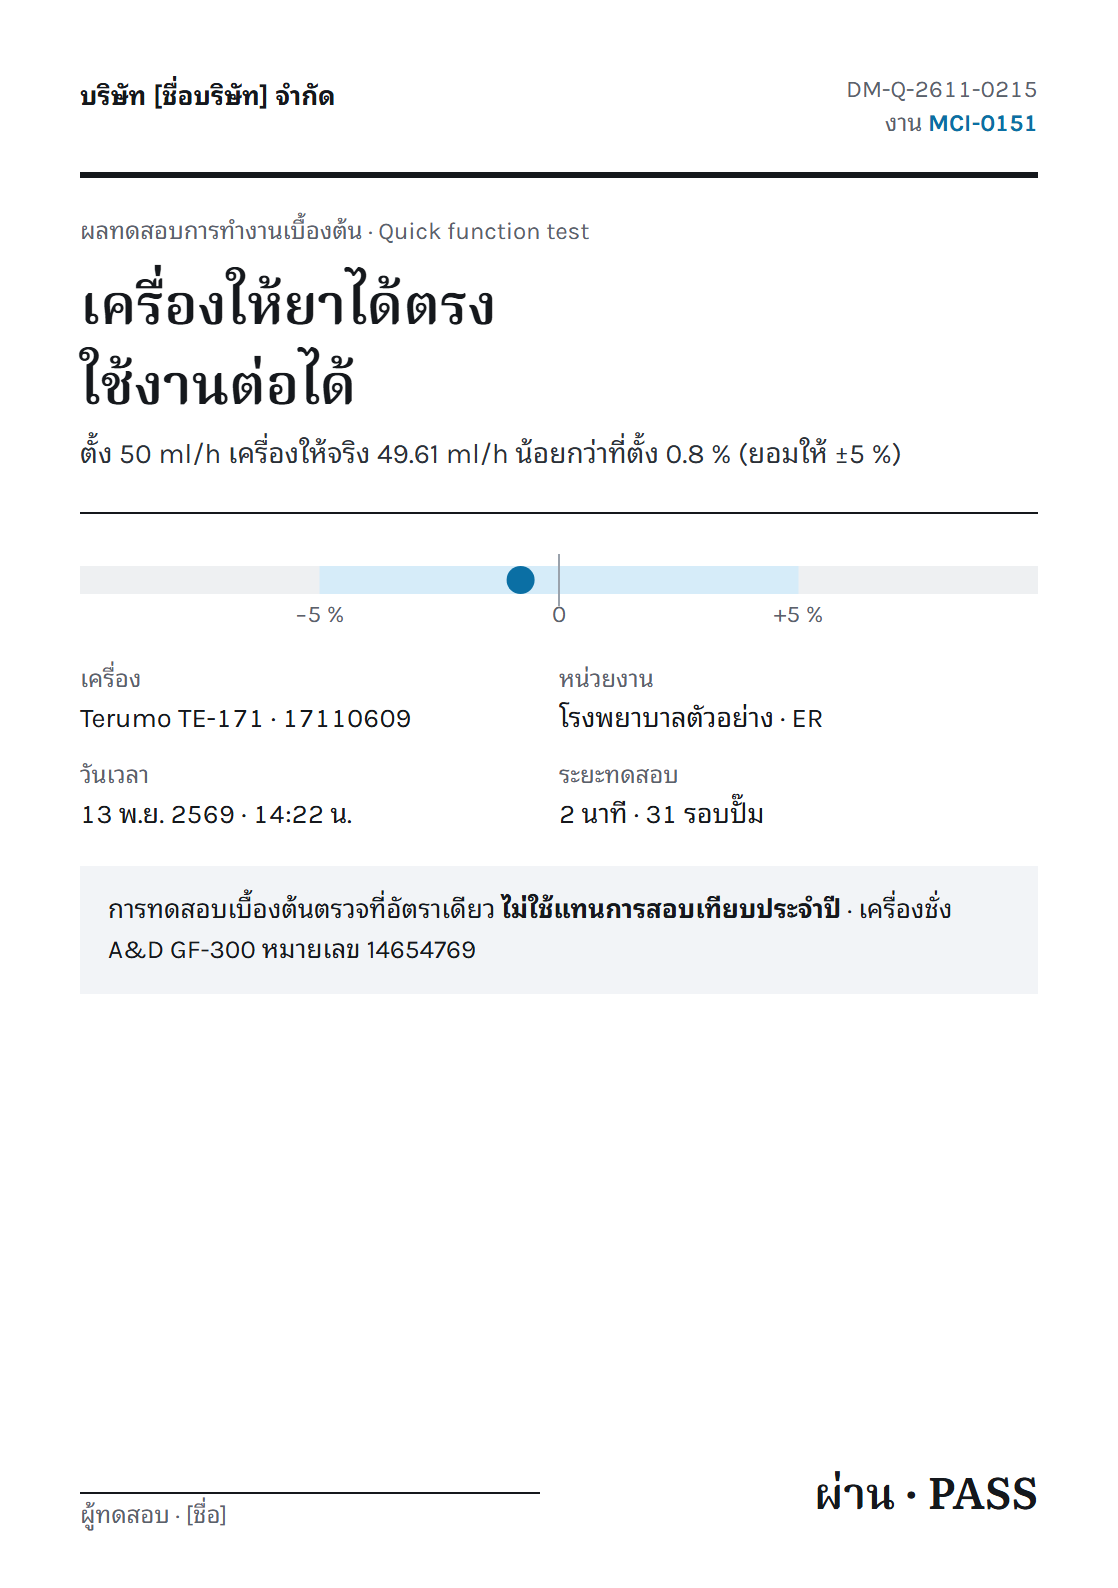 บริษัท [ชื่อบริษัท] จำกัด
DM-Q-2611-0215
งาน MCI-0151
ผลทดสอบการทำงานเบื้องต้น · Quick function test
เครื่องให้ยาได้ตรง
ใช้งานต่อได้
ตั้ง 50 ml/h เครื่องให้จริง 49.61 ml/h น้อยกว่าที่ตั้ง 0.8 % (ยอมให้ ±5 %)
−5 % 0 +5 %
เครื่อง
Terumo TE-171 · 17110609
หน่วยงาน
โรงพยาบาลตัวอย่าง · ER
วันเวลา
13 พ.ย. 2569 · 14:22 น.
ระยะทดสอบ
2 นาที · 31 รอบปั๊ม
การทดสอบเบื้องต้นตรวจที่อัตราเดียว ไม่ใช้แทนการสอบเทียบประจำปี · เครื่องชั่ง
A&D GF-300 หมายเลข 14654769
ผู้ทดสอบ · [ชื่อ]
ผ่าน · PASS